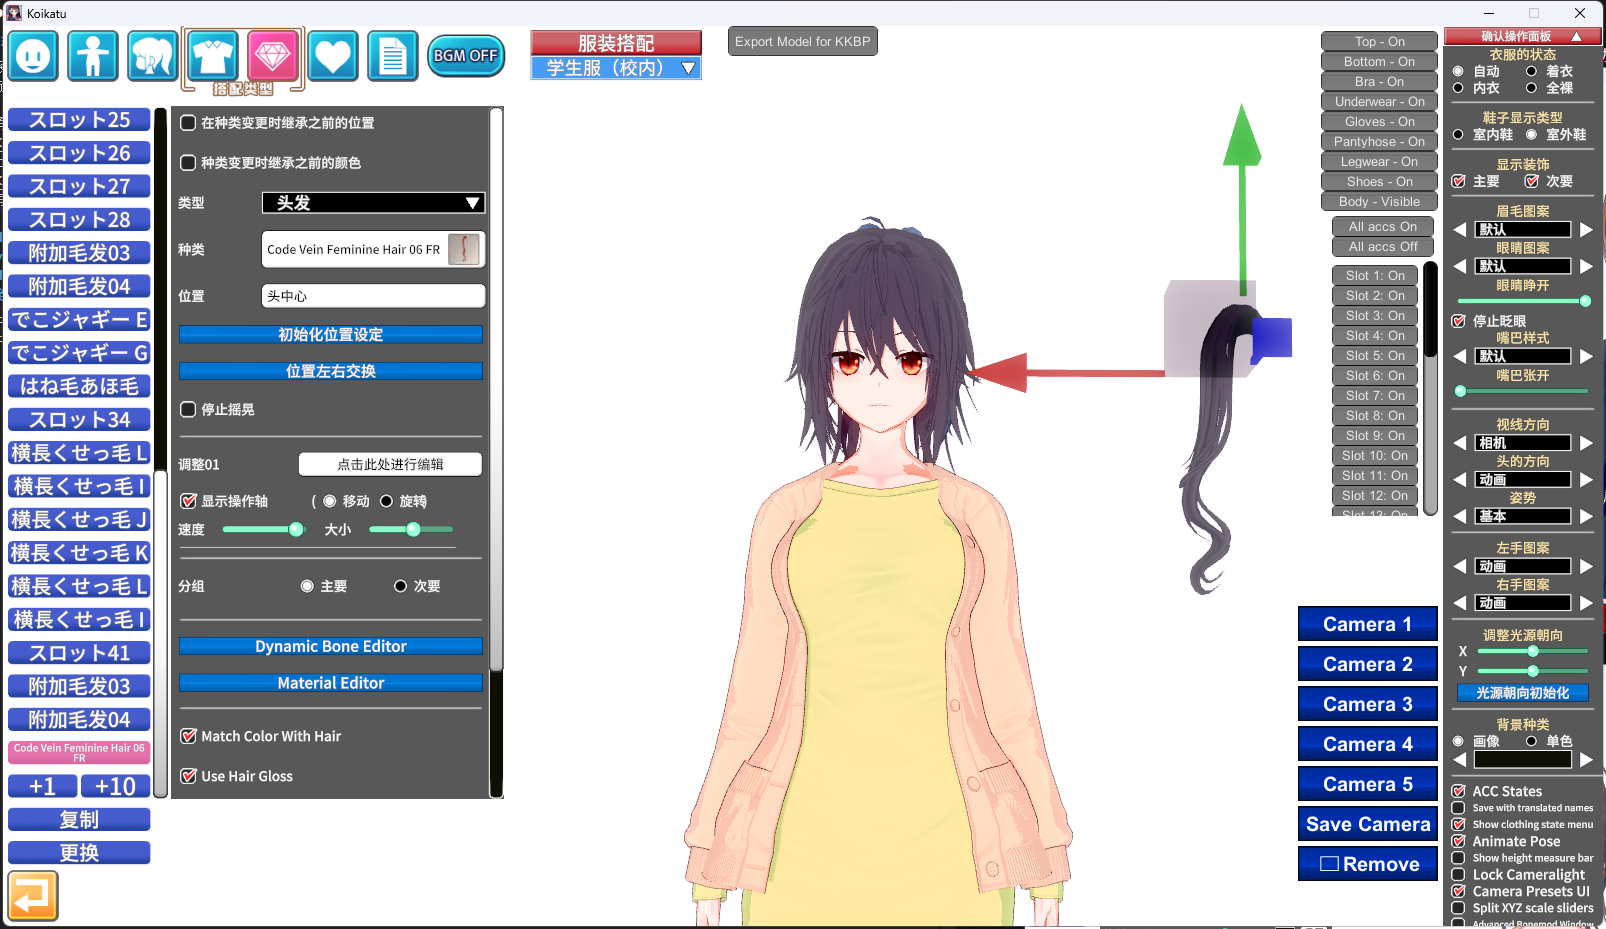 Koikatu
BGM OFF
搭配类型
服装搭配
学生服（校内）
Export Model for KKBP
スロット25
スロット26
スロット27
スロット28
附加毛发03
附加毛发04
でこジャギー E
でこジャギー G
はね毛あほ毛
スロット34
横長くせっ毛 L
横長くせっ毛 I
横長くせっ毛 J
横長くせっ毛 K
横長くせっ毛 L
横長くせっ毛 I
スロット41
附加毛发03
附加毛发04
Code Vein Feminine Hair 06
FR
+1 +10
复制
更换
在种类变更时继承之前的位置
种类变更时继承之前的颜色
类型 头发
种类 Code Vein Feminine Hair 06 FR
位置 头中心
初始化位置设定
位置左右交换
停止摇晃
调整01 点击此处进行编辑
显示操作轴 ( 移动 旋转)
速度 大小
分组 主要 次要
Dynamic Bone Editor
Material Editor
Match Color With Hair
Use Hair Gloss
Top - On
Bottom - On
Bra - On
Underwear - On
Gloves - On
Pantyhose - On
Legwear - On
Shoes - On
Body - Visible
All accs On
All accs Off
Slot 1: On
Slot 2: On
Slot 3: On
Slot 4: On
Slot 5: On
Slot 6: On
Slot 7: On
Slot 8: On
Slot 9: On
Slot 10: On
Slot 11: On
Slot 12: On
Slot 13: On
Camera 1
Camera 2
Camera 3
Camera 4
Camera 5
Save Camera
Remove
确认操作面板
衣服的状态
自动 着衣
内衣 全裸
鞋子显示类型
室内鞋 室外鞋
显示装饰
主要 次要
眉毛图案
默认
眼睛图案
默认
眼睛睁开
停止眨眼
嘴巴样式
默认
嘴巴张开
视线方向
相机
头的方向
动画
姿势
基本
左手图案
动画
右手图案
动画
调整光源朝向
X
Y
光源朝向初始化
背景种类
画像 单色
ACC States
Save with translated names
Show clothing state menu
Animate Pose
Show height measure bar
Lock Cameralight
Camera Presets UI
Split XYZ scale sliders
Advanced Bonemod Window